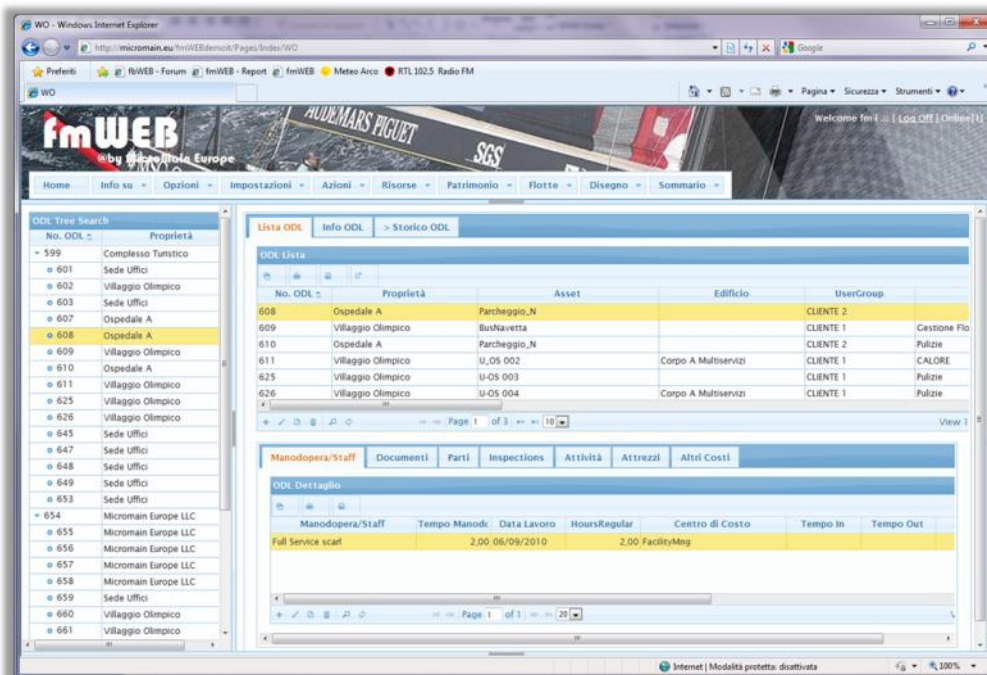 WO - Windows Internet Explorer
http://micromain.eu/fmWEBdemoit/Pages/Index/WO
Google
Preferiti fbWEB - Forum fmWEB - Report fmWEB Meteo Arco RTL 102.5 Radio FM
WO
Pagina Sicurezza Strumenti
AUDEMARS PIGUET
SGS
fmWEB
@by MicroMain Europe
[ Log Off ] Online[1]
Home Info su Opzioni Impostazioni Azioni Risorse Patrimonio Flotte Disegno Sommario
ODL Tree Search
No. ODL Proprietà
599 Complesso Turistico
601 Sede Uffici
602 Villaggio Olimpico
603 Sede Uffici
607 Ospedale A
608 Ospedale A
609 Villaggio Olimpico
610 Ospedale A
611 Villaggio Olimpico
625 Villaggio Olimpico
626 Villaggio Olimpico
645 Sede Uffici
647 Sede Uffici
648 Sede Uffici
649 Sede Uffici
653 Sede Uffici
654 Micromain Europe LLC
655 Micromain Europe LLC
656 Micromain Europe LLC
657 Micromain Europe LLC
658 Micromain Europe LLC
659 Sede Uffici
660 Villaggio Olimpico
661 Villaggio Olimpico
Lista ODL Info ODL > Storico ODL
ODL Lista
No. ODL Proprietà Asset Edificio UserGroup
608 Ospedale A Parcheggio_N CLIENTE 2
609 Villaggio Olimpico BusNavetta CLIENTE 1 Gestione Flo
610 Ospedale A Parcheggio_N CLIENTE 2 Pulizie
611 Villaggio Olimpico U_OS 002 Corpo A Multiservizi CLIENTE 1 CALORE
625 Villaggio Olimpico U-OS 003 CLIENTE 1 Pulizie
626 Villaggio Olimpico U-OS 004 Corpo A Multiservizi CLIENTE 1 Pulizie
Page 1 of 3 10 View 1
Manodopera/Staff Documenti Parti Inspections Attività Attrezzi Altri Costi
ODL Dettaglio
Manodopera/Staff Tempo Manodc Data Lavoro HoursRegular Centro di Costo Tempo In Tempo Out
Full Service scarl 2,00 06/09/2010 2,00 FacilityMng
Page 1 of 1 20
Internet | Modalità protetta: disattivata 100%